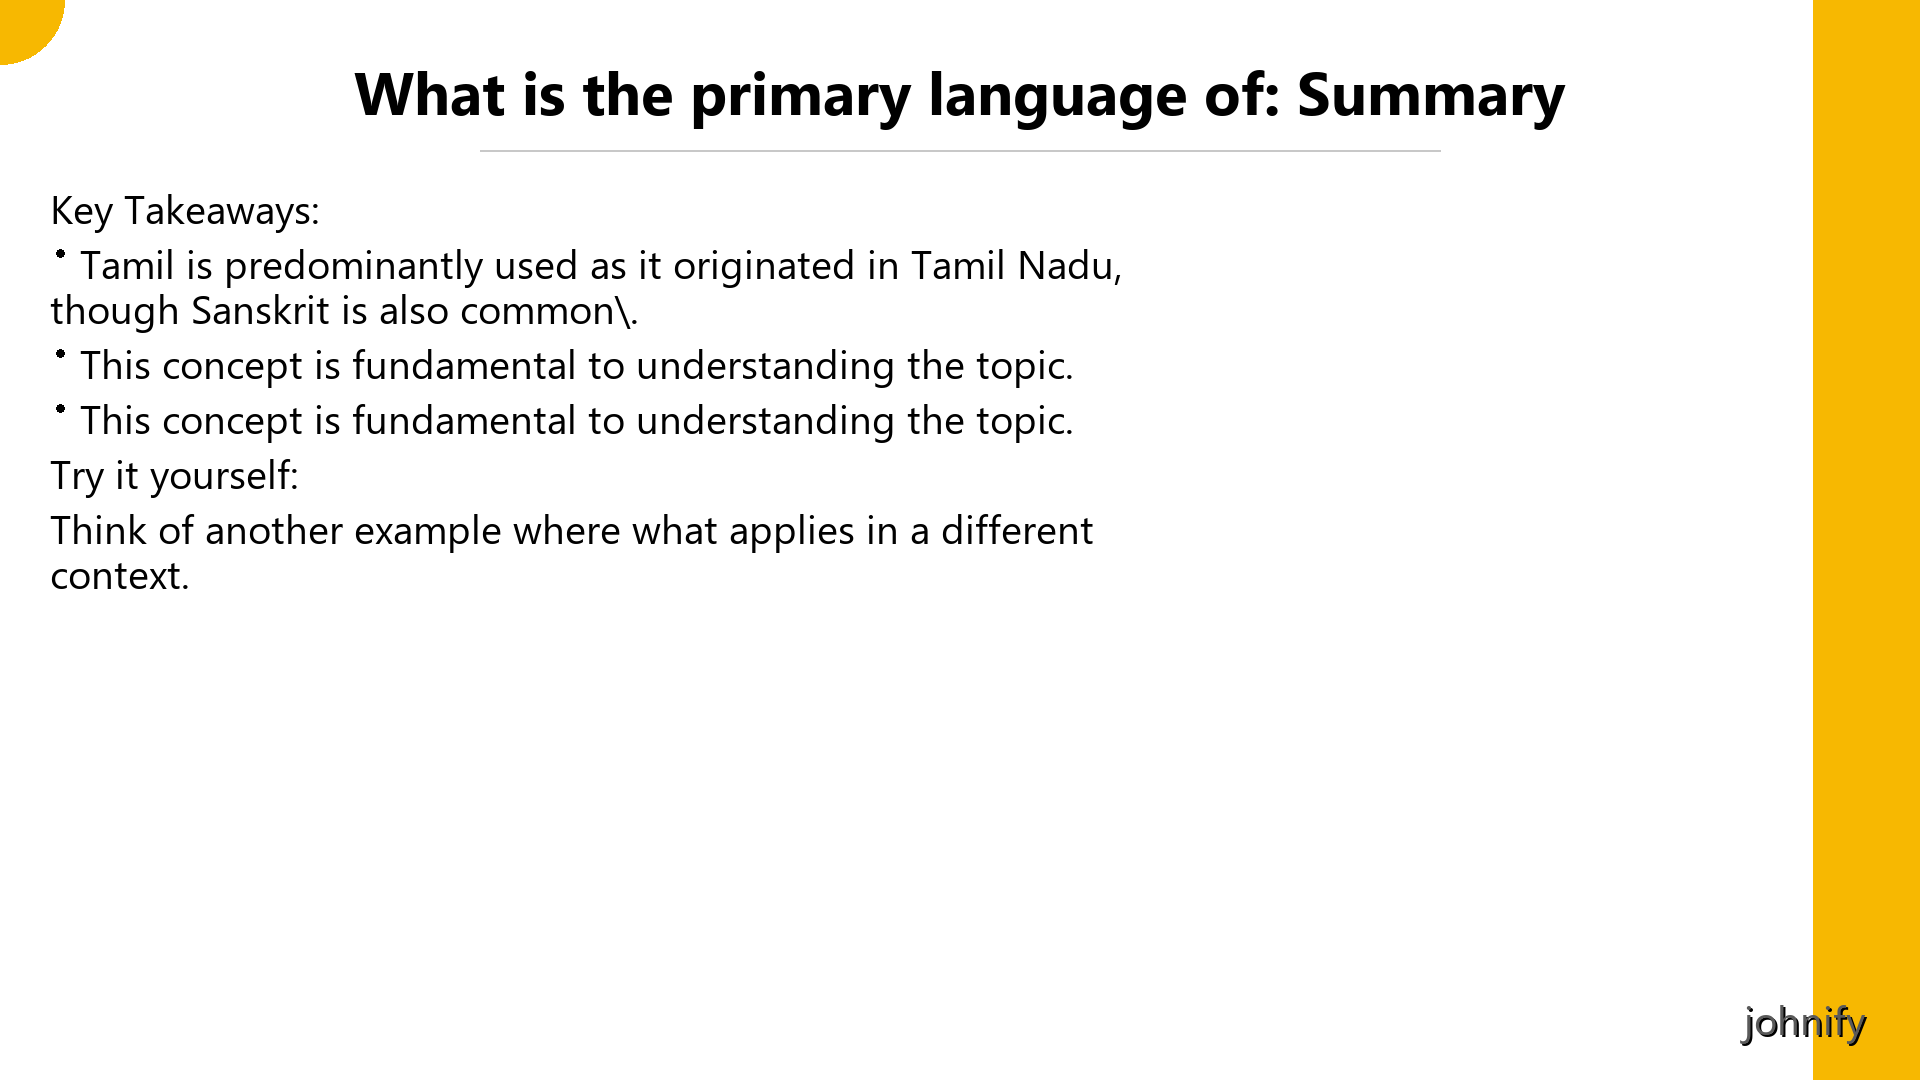 What is the primary language of: Summary
Key Takeaways:
• Tamil is predominantly used as it originated in Tamil Nadu,
though Sanskrit is also common\.
• This concept is fundamental to understanding the topic.
• This concept is fundamental to understanding the topic.
Try it yourself:
Think of another example where what applies in a different
context.
johnify